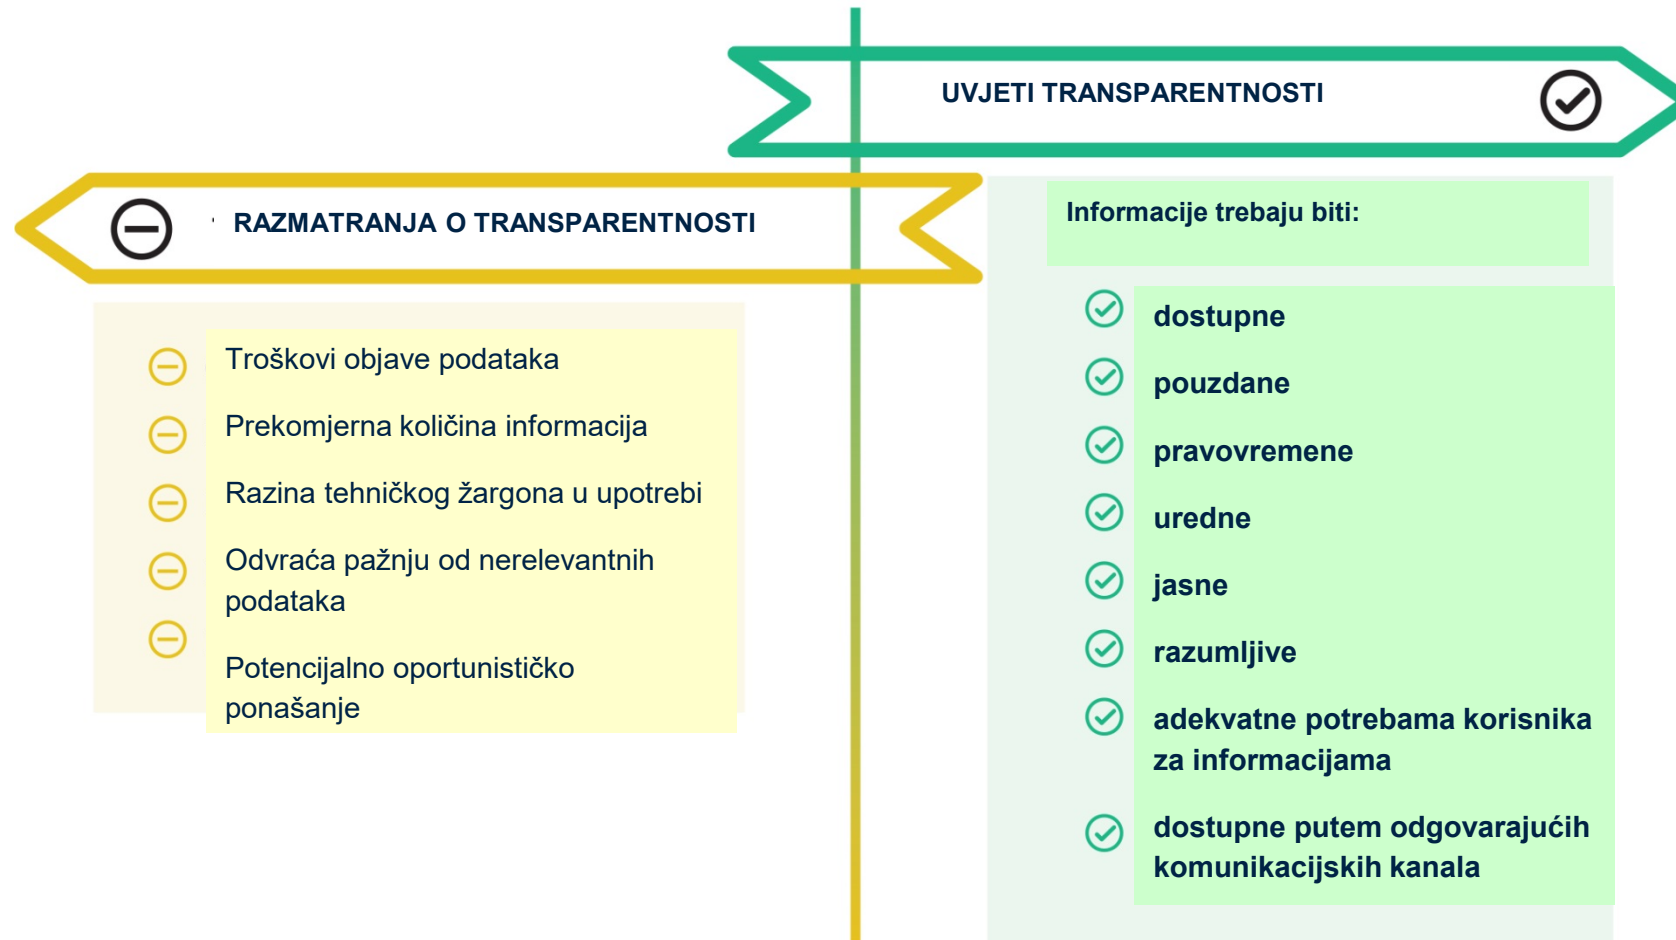 UVJETI TRANSPARENTNOSTI
RAZMATRANJA O TRANSPARENTNOSTI
Troškovi objave podataka
Prekomjerna količina informacija
Razina tehničkog žargona u upotrebi
Odvraća pažnju od nerelevantnih
podataka
Potencijalno oportunističko
ponašanje
Informacije trebaju biti:
dostupne
pouzdane
pravovremene
uredne
jasne
razumljive
adekvatne potrebama korisnika
za informacijama
dostupne putem odgovarajućih
komunikacijskih kanala